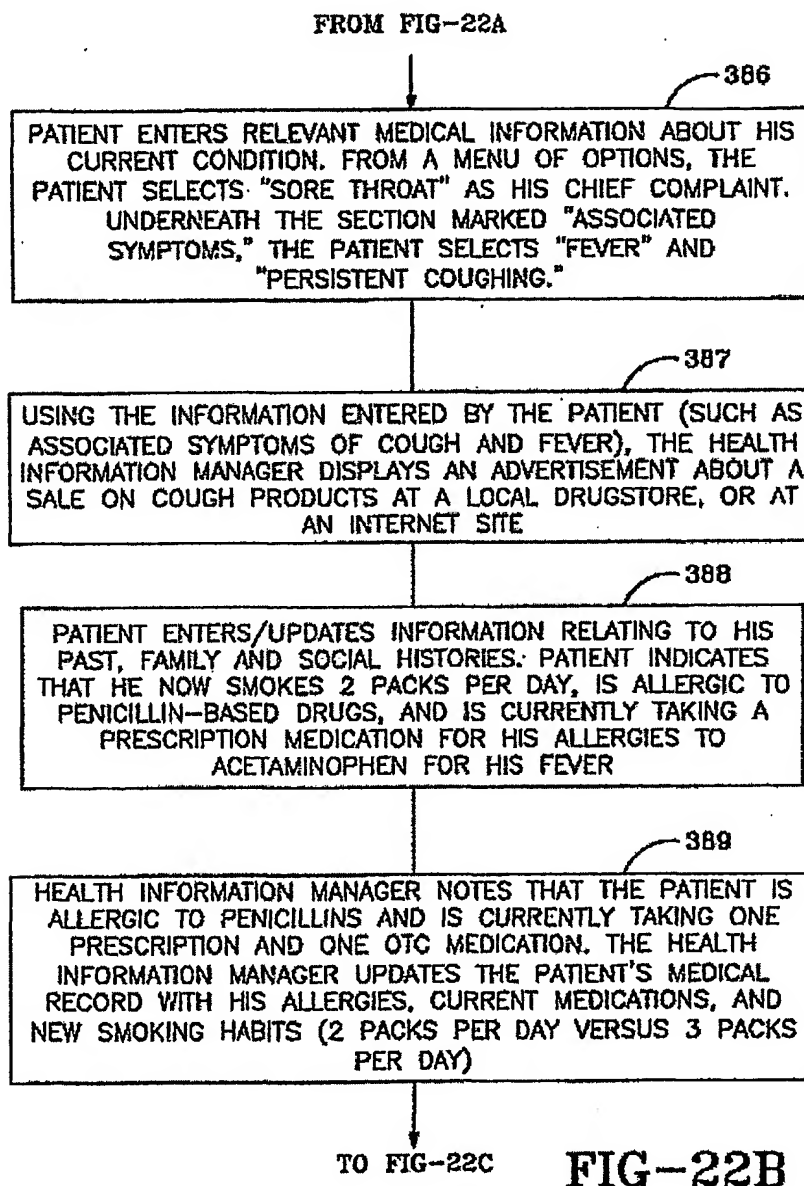 FROM FIG-22A
386
PATIENT ENTERS RELEVANT MEDICAL INFORMATION ABOUT HIS
CURRENT CONDITION. FROM A MENU OF OPTIONS, THE
PATIENT SELECTS "SORE THROAT" AS HIS CHIEF COMPLAINT.
UNDERNEATH THE SECTION MARKED "ASSOCIATED
SYMPTOMS," THE PATIENT SELECTS "FEVER" AND
"PERSISTENT COUGHING."
387
USING THE INFORMATION ENTERED BY THE PATIENT (SUCH AS
ASSOCIATED SYMPTOMS OF COUGH AND FEVER), THE HEALTH
INFORMATION MANAGER DISPLAYS AN ADVERTISEMENT ABOUT A
SALE ON COUGH PRODUCTS AT A LOCAL DRUGSTORE, OR AT
AN INTERNET SITE
388
PATIENT ENTERS/UPDATES INFORMATION RELATING TO HIS
PAST, FAMILY AND SOCIAL HISTORIES. PATIENT INDICATES
THAT HE NOW SMOKES 2 PACKS PER DAY, IS ALLERGIC TO
PENICILLIN-BASED DRUGS, AND IS CURRENTLY TAKING A
PRESCRIPTION MEDICATION FOR HIS ALLERGIES TO
ACETAMINOPHEN FOR HIS FEVER
389
HEALTH INFORMATION MANAGER NOTES THAT THE PATIENT IS
ALLERGIC TO PENICILLINS AND IS CURRENTLY TAKING ONE
PRESCRIPTION AND ONE OTC MEDICATION. THE HEALTH
INFORMATION MANAGER UPDATES THE PATIENT'S MEDICAL
RECORD WITH HIS ALLERGIES, CURRENT MEDICATIONS, AND
NEW SMOKING HABITS (2 PACKS PER DAY VERSUS 3 PACKS
PER DAY)
TO FIG-22C
FIG-22B